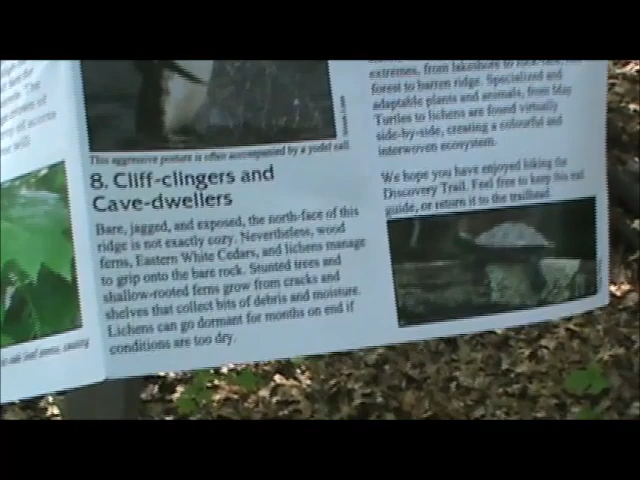 This aggressive posture is often accompanied by a yodel call.
8. Cliff-clingers and
Cave-dwellers
Bare, jagged, and exposed, the north-face of this
ridge is not exactly cozy. Nevertheless, wood
ferns, Eastern White Cedars, and lichens manage
to grip onto the bare rock. Stunted trees and
shallow-rooted ferns grow from cracks and
shelves that collect bits of debris and moisture.
Lichens can go dormant for months on end if
conditions are too dry.
extremes, from lakeshore to
forest to barren ridge. Specialized and
adaptable plants and animals, from
Turtles to lichens are found virtually
side-by-side, creating a colourful and
interwoven ecosystem.
We hope you have enjoyed hiking the
Discovery Trail. Feel free to keep this
guide, or return it to the trailhead.